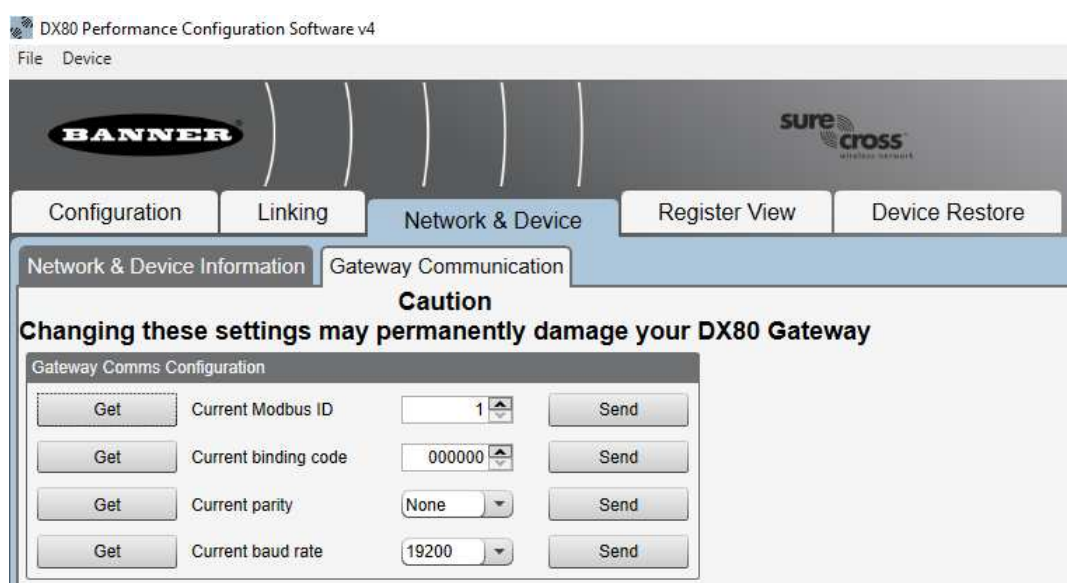 DX80 Performance Configuration Software v4
File Device
BANNER
sure cross
wireless network
Configuration Linking Network & Device Register View Device Restore
Network & Device Information Gateway Communication
Caution
Changing these settings may permanently damage your DX80 Gateway
Gateway Comms Configuration
Get Current Modbus ID 1 Send
Get Current binding code 000000 Send
Get Current parity None Send
Get Current baud rate 19200 Send